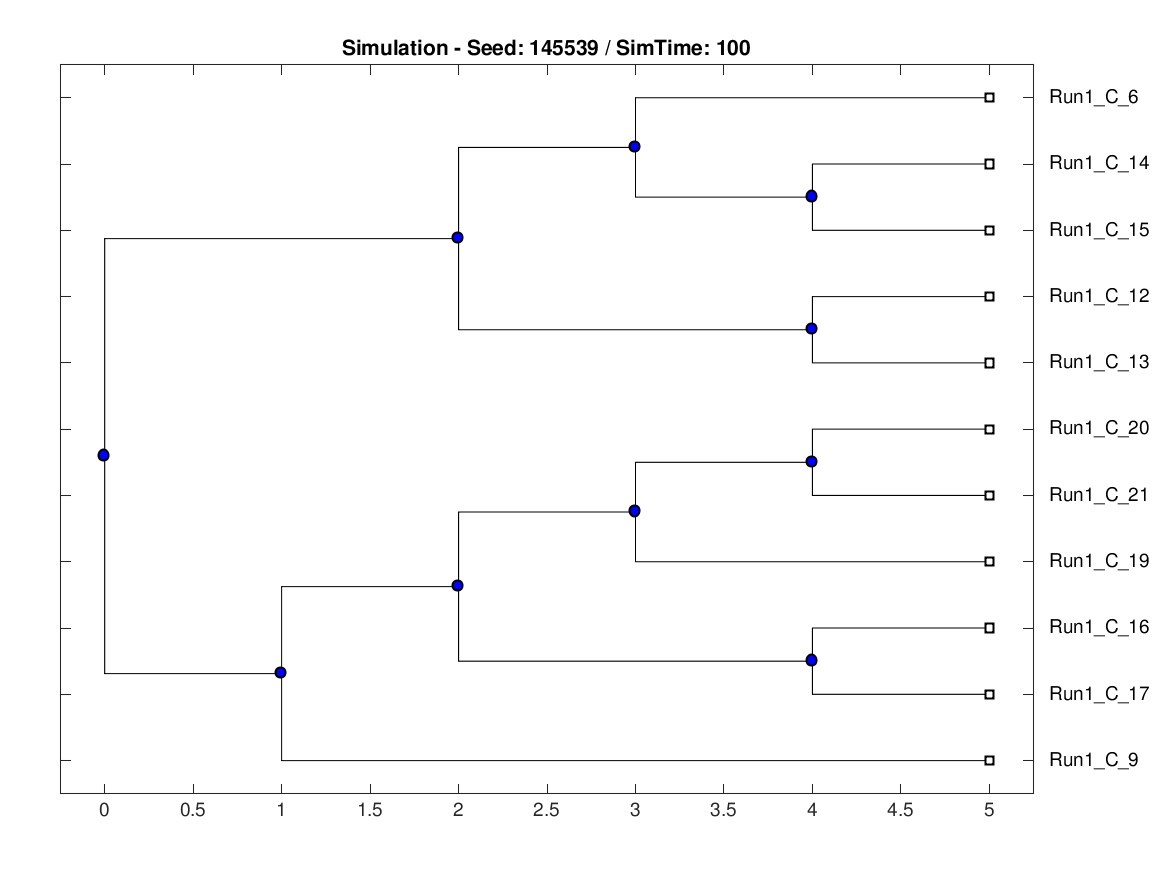 Simulation - Seed: 145539 / SimTime: 100
Run1_C_6
Run1_C_14
Run1_C_15
Run1_C_12
Run1_C_13
Run1_C_20
Run1_C_21
Run1_C_19
Run1_C_16
Run1_C_17
Run1_C_9
0 0.5 1 1.5 2 2.5 3 3.5 4 4.5 5